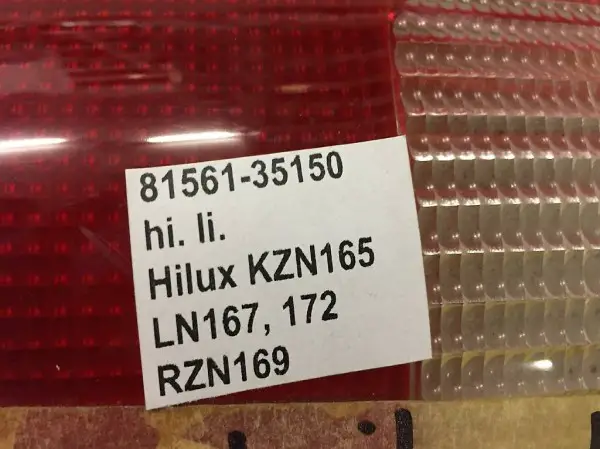 81561-35150
hi. li.
Hilux KZN165
LN167, 172
RZN169